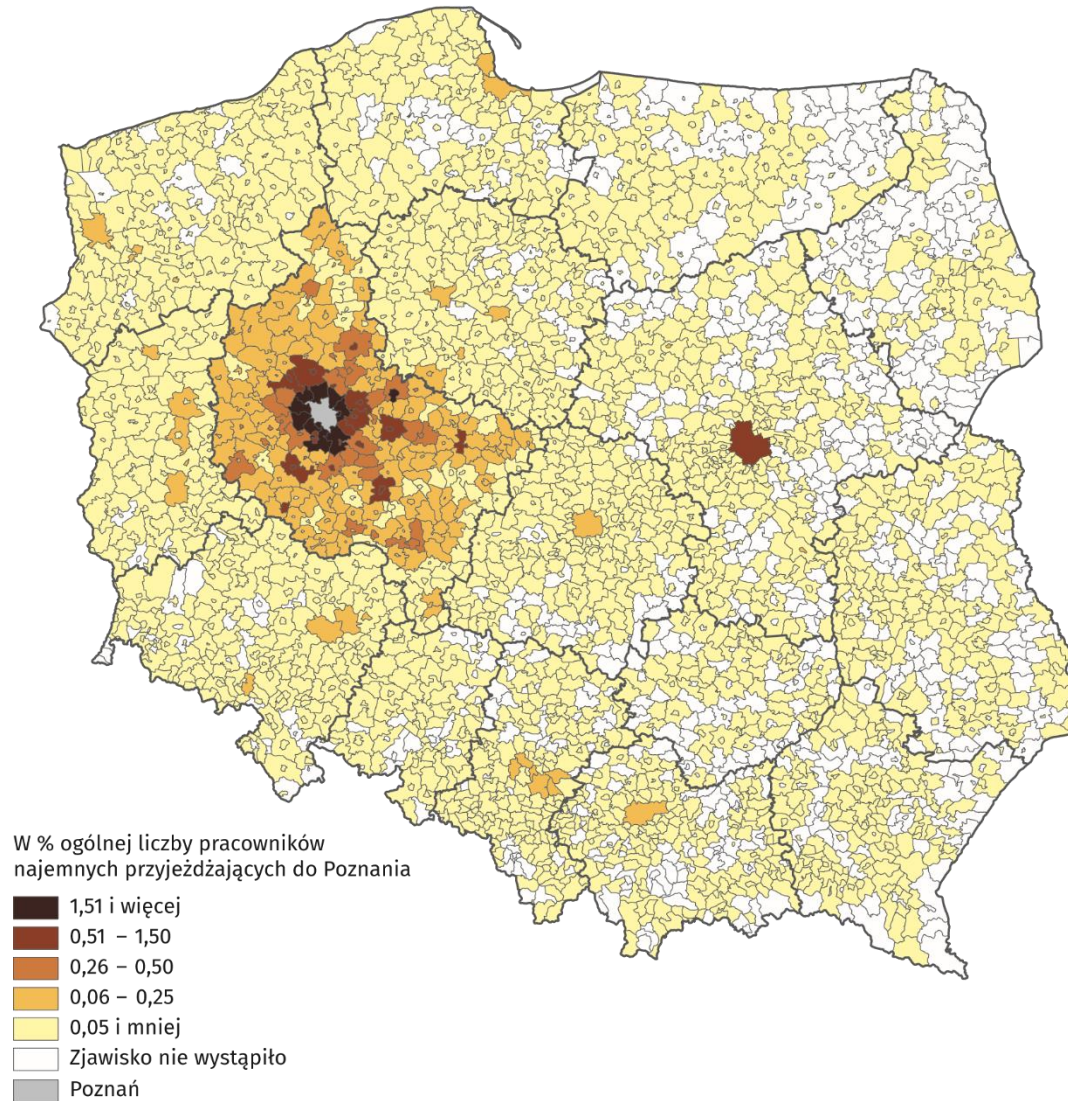 W % ogólnej liczby pracowników
najemnych przyjeżdżających do Poznania
1,51 i więcej
0,51 – 1,50
0,26 – 0,50
0,06 – 0,25
0,05 i mniej
Zjawisko nie wystąpiło
Poznań